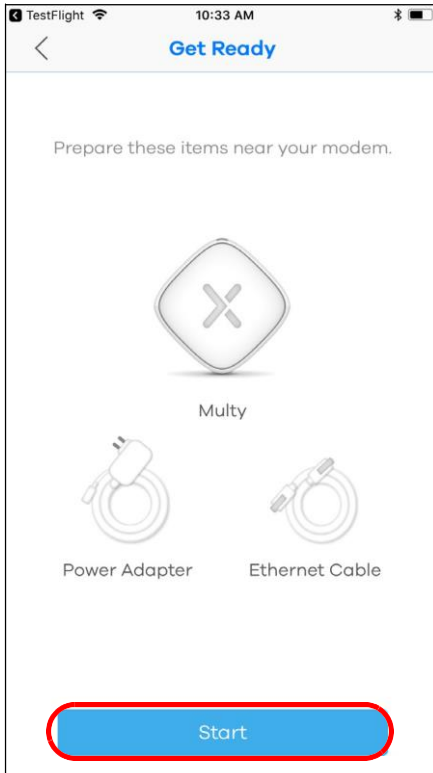 TestFlight 10:33 AM
Get Ready
Prepare these items near your modem.
Multy
Power Adapter Ethernet Cable
Start